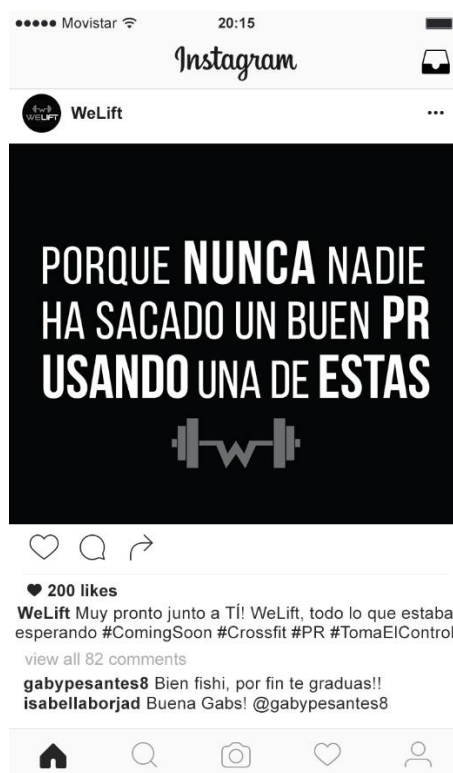 Movistar 20:15
Instagram
WELIFT WeLift
PORQUE NUNCA NADIE
HA SACADO UN BUEN PR
USANDO UNA DE ESTAS
W
200 likes
WeLift Muy pronto junto a TÍ! WeLift, todo lo que estaba
esperando #ComingSoon #Crossfit #PR #TomaElControl
view all 82 comments
gabypesantes8 Bien fishi, por fin te graduas!!
isabellaborjad Buena Gabs! @gabypesantes8